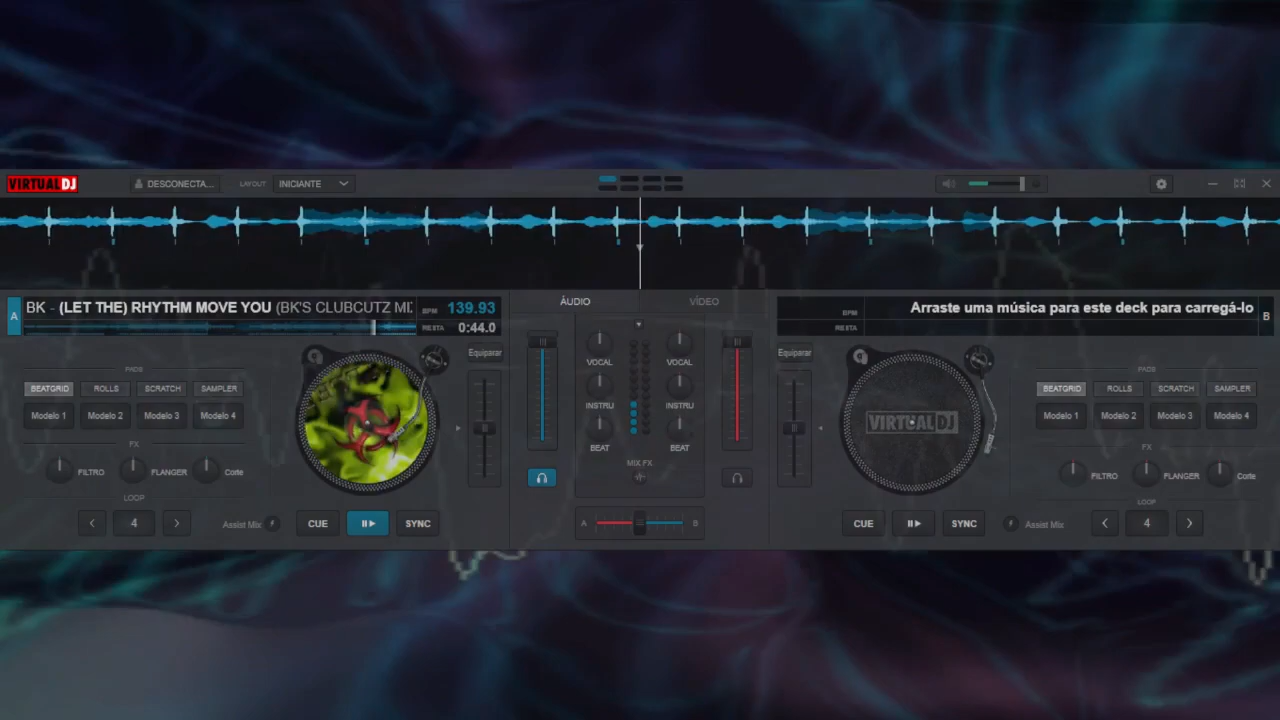 VIRTUALDJ
DESCONECTA...
LAYOUT
INICIANTE
A
BK - (LET THE) RHYTHM MOVE YOU (BK'S CLUBCUTZ MI
BPM 139.93
RESTA 0:44.0
ÁUDIO
VÍDEO
BPM
RESTA
Arraste uma música para este deck para carregá-lo
B
Equiparar
PADS
BEATGRID ROLLS SCRATCH SAMPLER
Modelo 1 Modelo 2 Modelo 3 Modelo 4
FX
FILTRO FLANGER Corte
LOOP
< 4 >
Assist Mix
CUE
SYNC
VOCAL VOCAL
INSTRU INSTRU
BEAT BEAT
MIX FX
A B
Equiparar
VIRTUALDJ
CUE
SYNC
PADS
BEATGRID ROLLS SCRATCH SAMPLER
Modelo 1 Modelo 2 Modelo 3 Modelo 4
FX
FILTRO FLANGER Corte
LOOP
Assist Mix
< 4 >